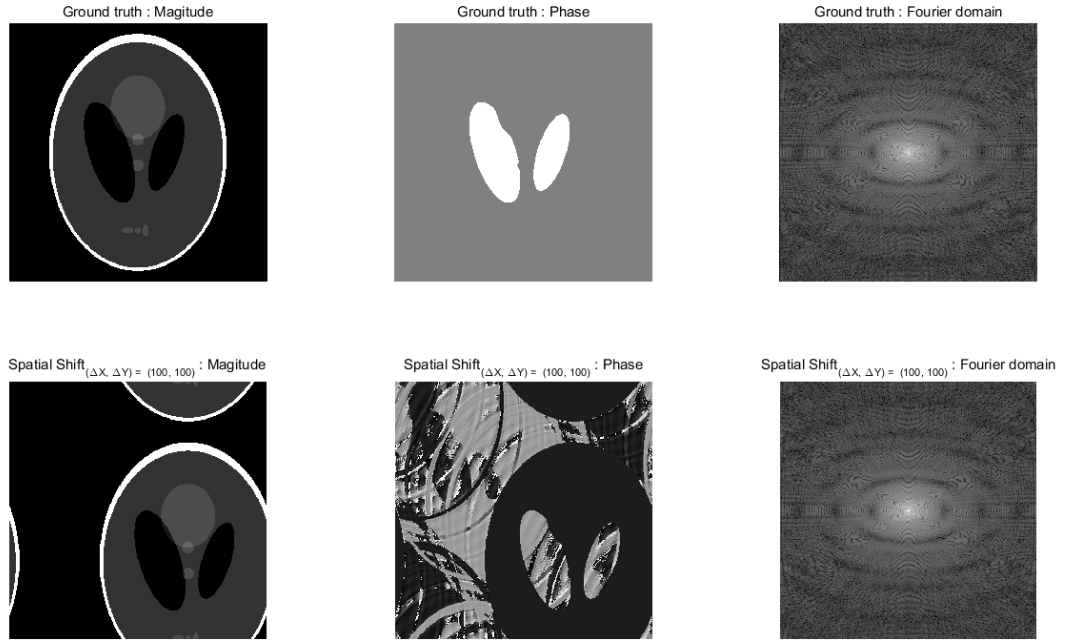 Ground truth : Magitude
Ground truth : Phase
Ground truth : Fourier domain
Spatial Shift(ΔX, ΔY) = (100, 100) : Magitude
Spatial Shift(ΔX, ΔY) = (100, 100) : Phase
Spatial Shift(ΔX, ΔY) = (100, 100) : Fourier domain